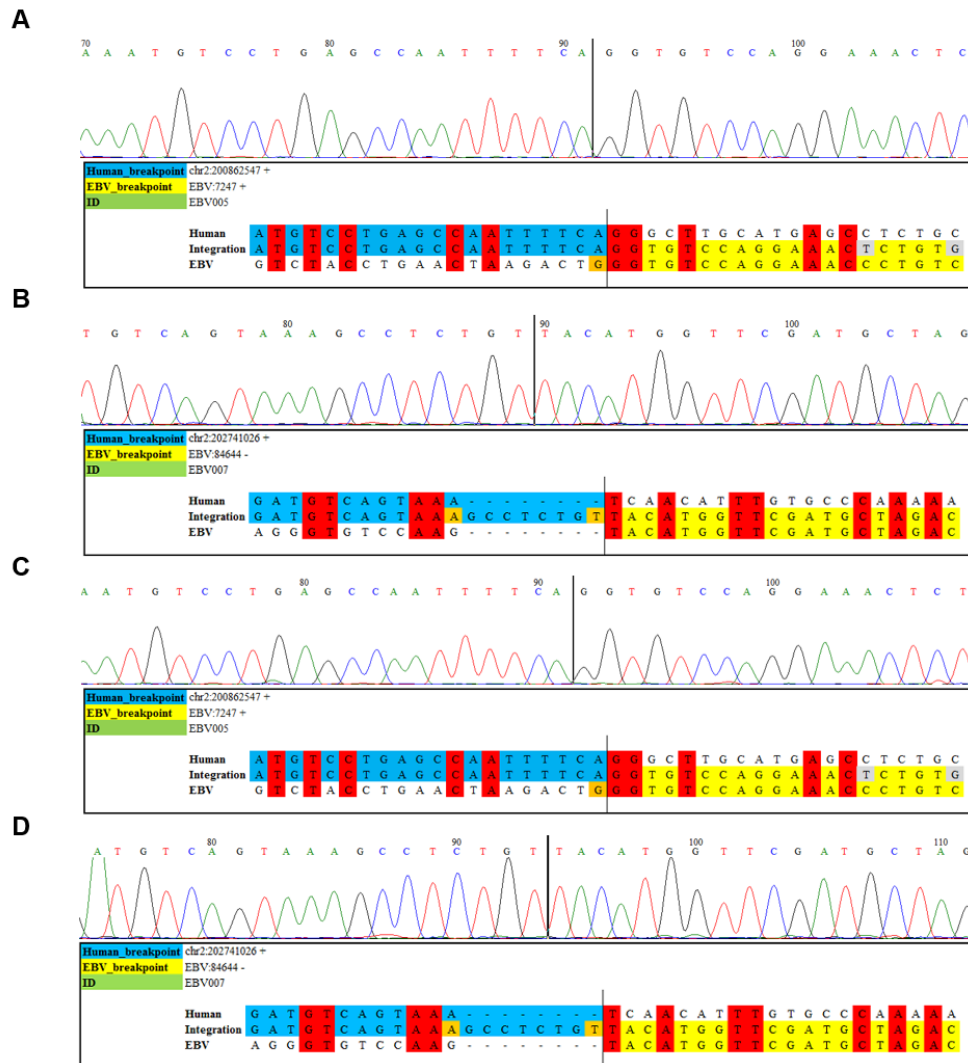 A
70 80 90 100
A A A T G T C C T G A G C C A A T T T T C A G G T G T C C A G G A A A C T C
Human_breakpoint chr2:200862547 +
EBV_breakpoint EBV:7247 +
ID EBV005
Human A T G T C C T G A G C C A A T T T T C A G G G C T T G C A T G A G C C T C T G C
Integration A T G T C C T G A G C C A A T T T T C A G G T G T C C A G G A A A C T C T G T G
EBV G T C T A C C T G A A C T A A G A C T G G G T G T C C A G G A A A C C C T G T C
B
80 90 100
T G T C A G T A A A G C C T C T G T T A C A T G G T T C G A T G C T A G
Human_breakpoint chr2:202741026 +
EBV_breakpoint EBV:84644 -
ID EBV007
Human G A T G T C A G T A A A - - - - - - - - T C A A C A T T T G T G C C C A A A A A
Integration G A T G T C A G T A A A G C C T C T G T T A C A T G G T T C G A T G C T A G A C
EBV A G G G T G T C C A A G - - - - - - - - T A C A T G G T T C G A T G C T A G A C
C
80 90 100
A A T G T C C T G A G C C A A T T T T C A G G T G T C C A G G A A A C T C T
Human_breakpoint chr2:200862547 +
EBV_breakpoint EBV:7247 +
ID EBV005
Human A T G T C C T G A G C C A A T T T T C A G G G C T T G C A T G A G C C T C T G C
Integration A T G T C C T G A G C C A A T T T T C A G G T G T C C A G G A A A C T C T G T G
EBV G T C T A C C T G A A C T A A G A C T G G G T G T C C A G G A A A C C C T G T C
D
80 90 100 110
A T G T C A G T A A A G C C T C T G T T A C A T G G T T C G A T G C T A G
Human_breakpoint chr2:202741026 +
EBV_breakpoint EBV:84644 -
ID EBV007
Human G A T G T C A G T A A A - - - - - - - - T C A A C A T T T G T G C C C A A A A A
Integration G A T G T C A G T A A A G C C T C T G T T A C A T G G T T C G A T G C T A G A C
EBV A G G G T G T C C A A G - - - - - - - - T A C A T G G T T C G A T G C T A G A C